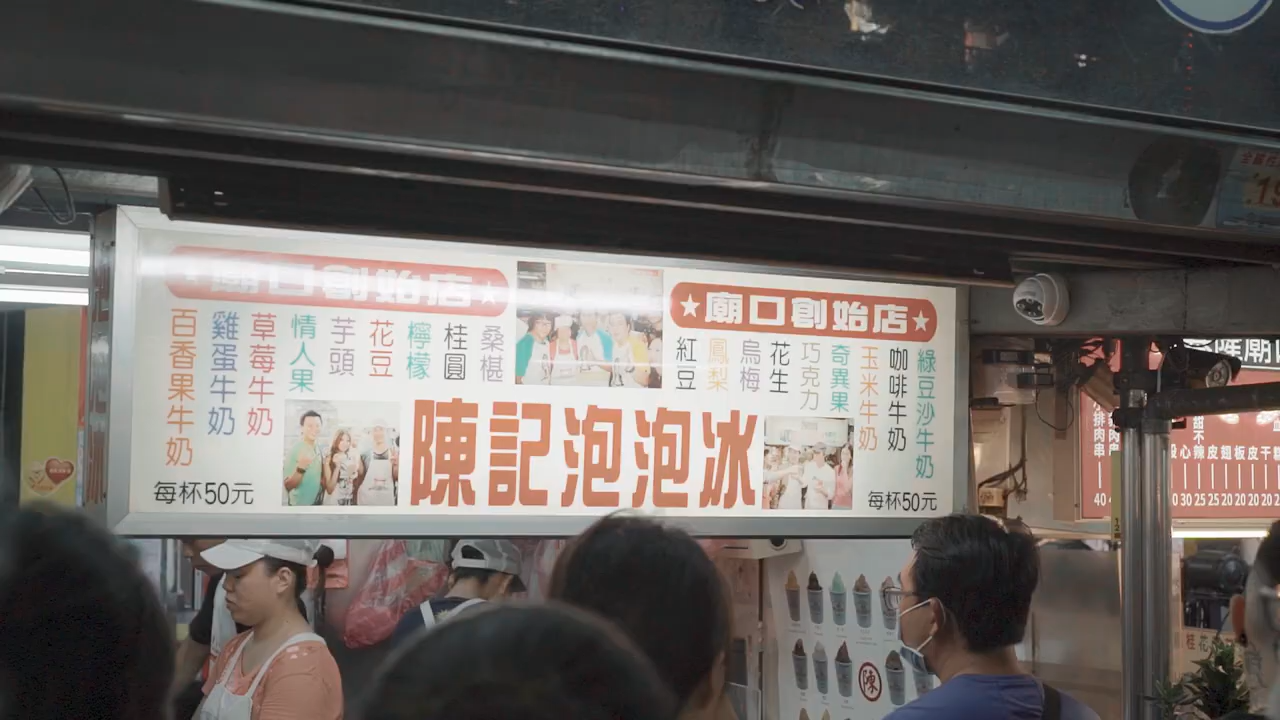 廟口創始店★
★廟口創始店★
百香果牛奶
雞蛋牛奶
草莓牛奶
情人果
芋頭
花豆
檸檬
桂圓
桑椹
紅豆
鳳梨
烏梅
花生
巧克力
奇異果
玉米牛奶
咖啡牛奶
綠豆沙牛奶
陳記泡泡冰
每杯50元
每杯50元
陳